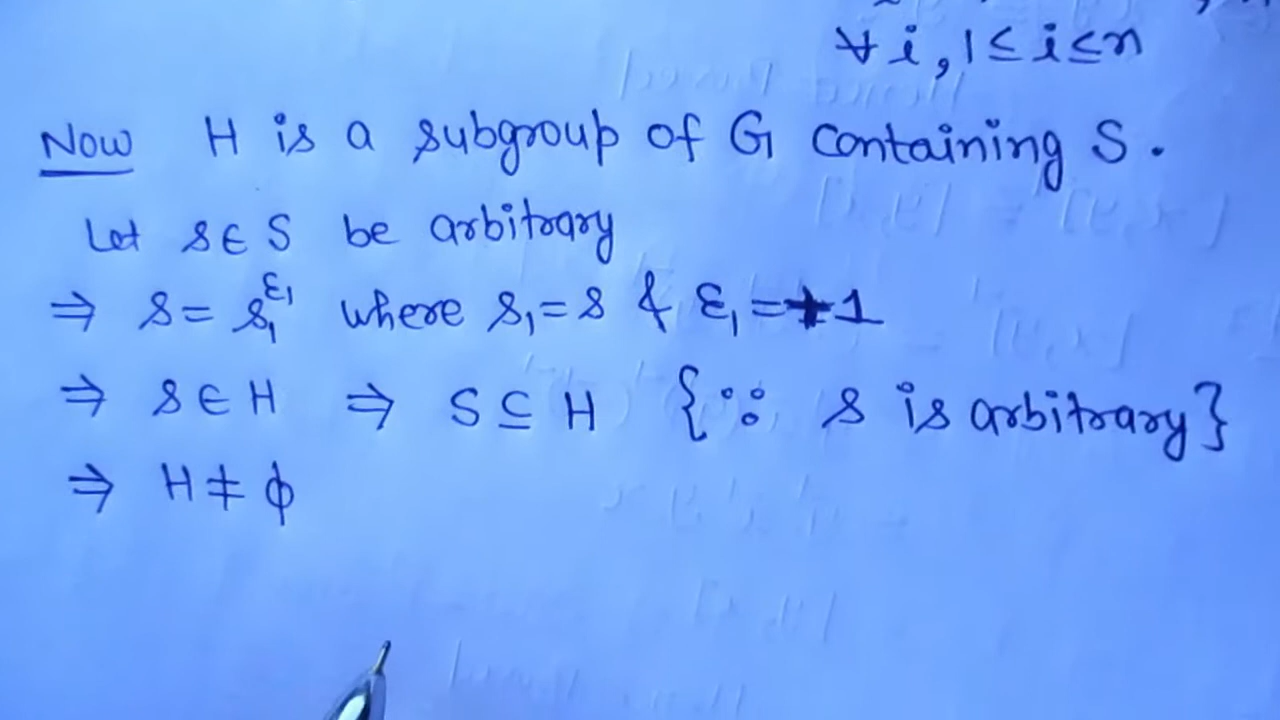 ∀ i, 1 ≤ i ≤ n
Now H is a subgroup of G containing S.
Let s ∈ S be arbitrary
⇒ s = s₁^ε₁ where s₁ = s & ε₁ = +1
⇒ s ∈ H ⇒ S ⊆ H {∵ s is arbitrary}
⇒ H ≠ ϕ